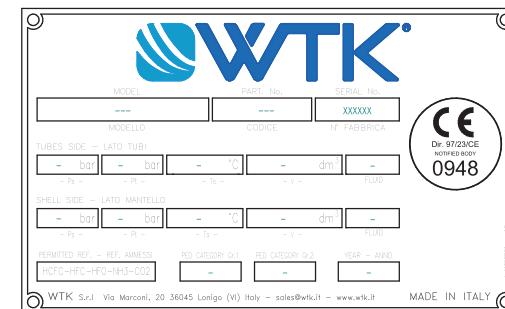 WTK
MODEL PART. No. SERIAL No.
--- --- XXXXXX
MODELLO CODICE N° FABBRICA
TUBES SIDE - LATO TUBI
- bar - bar - °C - dm³ -
- Ps - - Pt - - Ts - - V - FLUID
SHELL SIDE - LATO MANTELLO
- bar - bar - °C - dm³ -
- Ps - - Pt - - Ts - - V - FLUID
PERMITTED REF. - REF. AMMESSI PED CATEGORY Gr.1 PED CATEGORY Gr.2 YEAR - ANNO
HCFC-HFC-HFO-NH3-CO2 - - -
CE
Dir. 97/23/CE
NOTIFIED BODY
0948
WTK S.r.l Via Marconi, 20 36045 Lonigo (VI) Italy - sales@wtk.it - www.wtk.it MADE IN ITALY